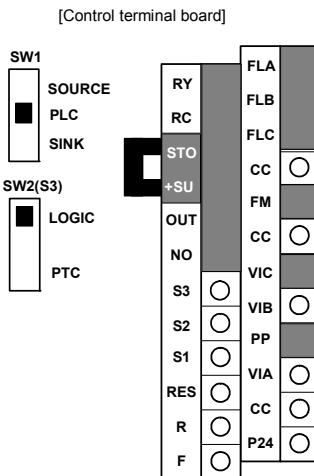 [Control terminal board]
SW1
SOURCE
PLC
SINK
SW2(S3)
LOGIC
PTC
RY
RC
STO
+SU
OUT
NO
S3
S2
S1
RES
R
F
FLA
FLB
FLC
CC
FM
CC
VIC
VIB
PP
VIA
CC
P24